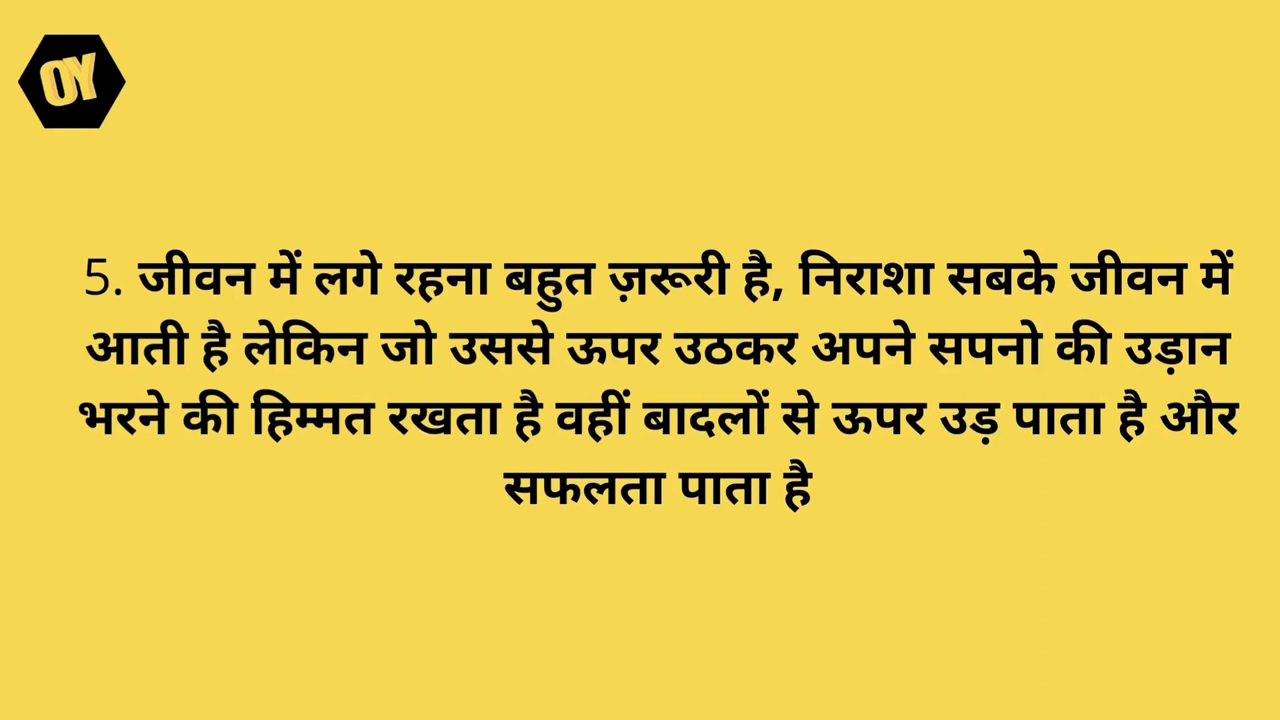 OY
5. जीवन में लगे रहना बहुत ज़रूरी है, निराशा सबके जीवन में
आती है लेकिन जो उससे ऊपर उठकर अपने सपनो की उड़ान
भरने की हिम्मत रखता है वहीं बादलों से ऊपर उड़ पाता है और
सफलता पाता है